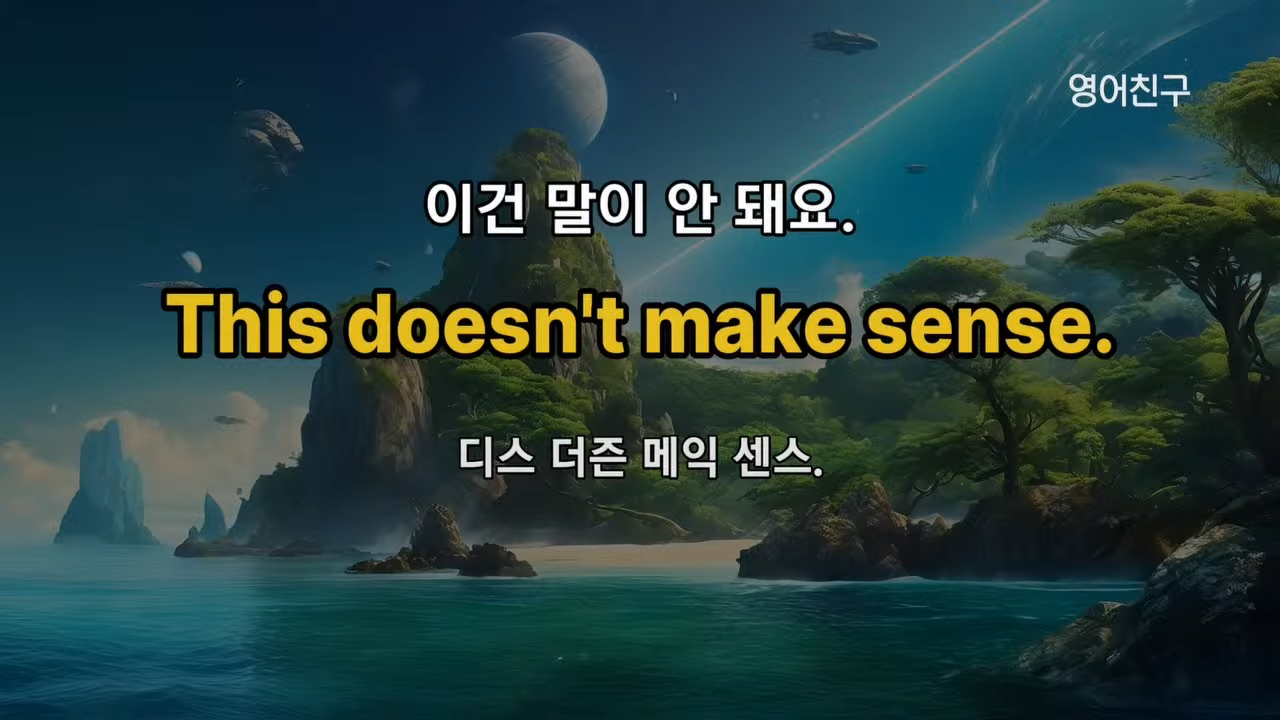 영어친구
이건 말이 안 돼요.
This doesn't make sense.
디스 더즌 메익 센스.